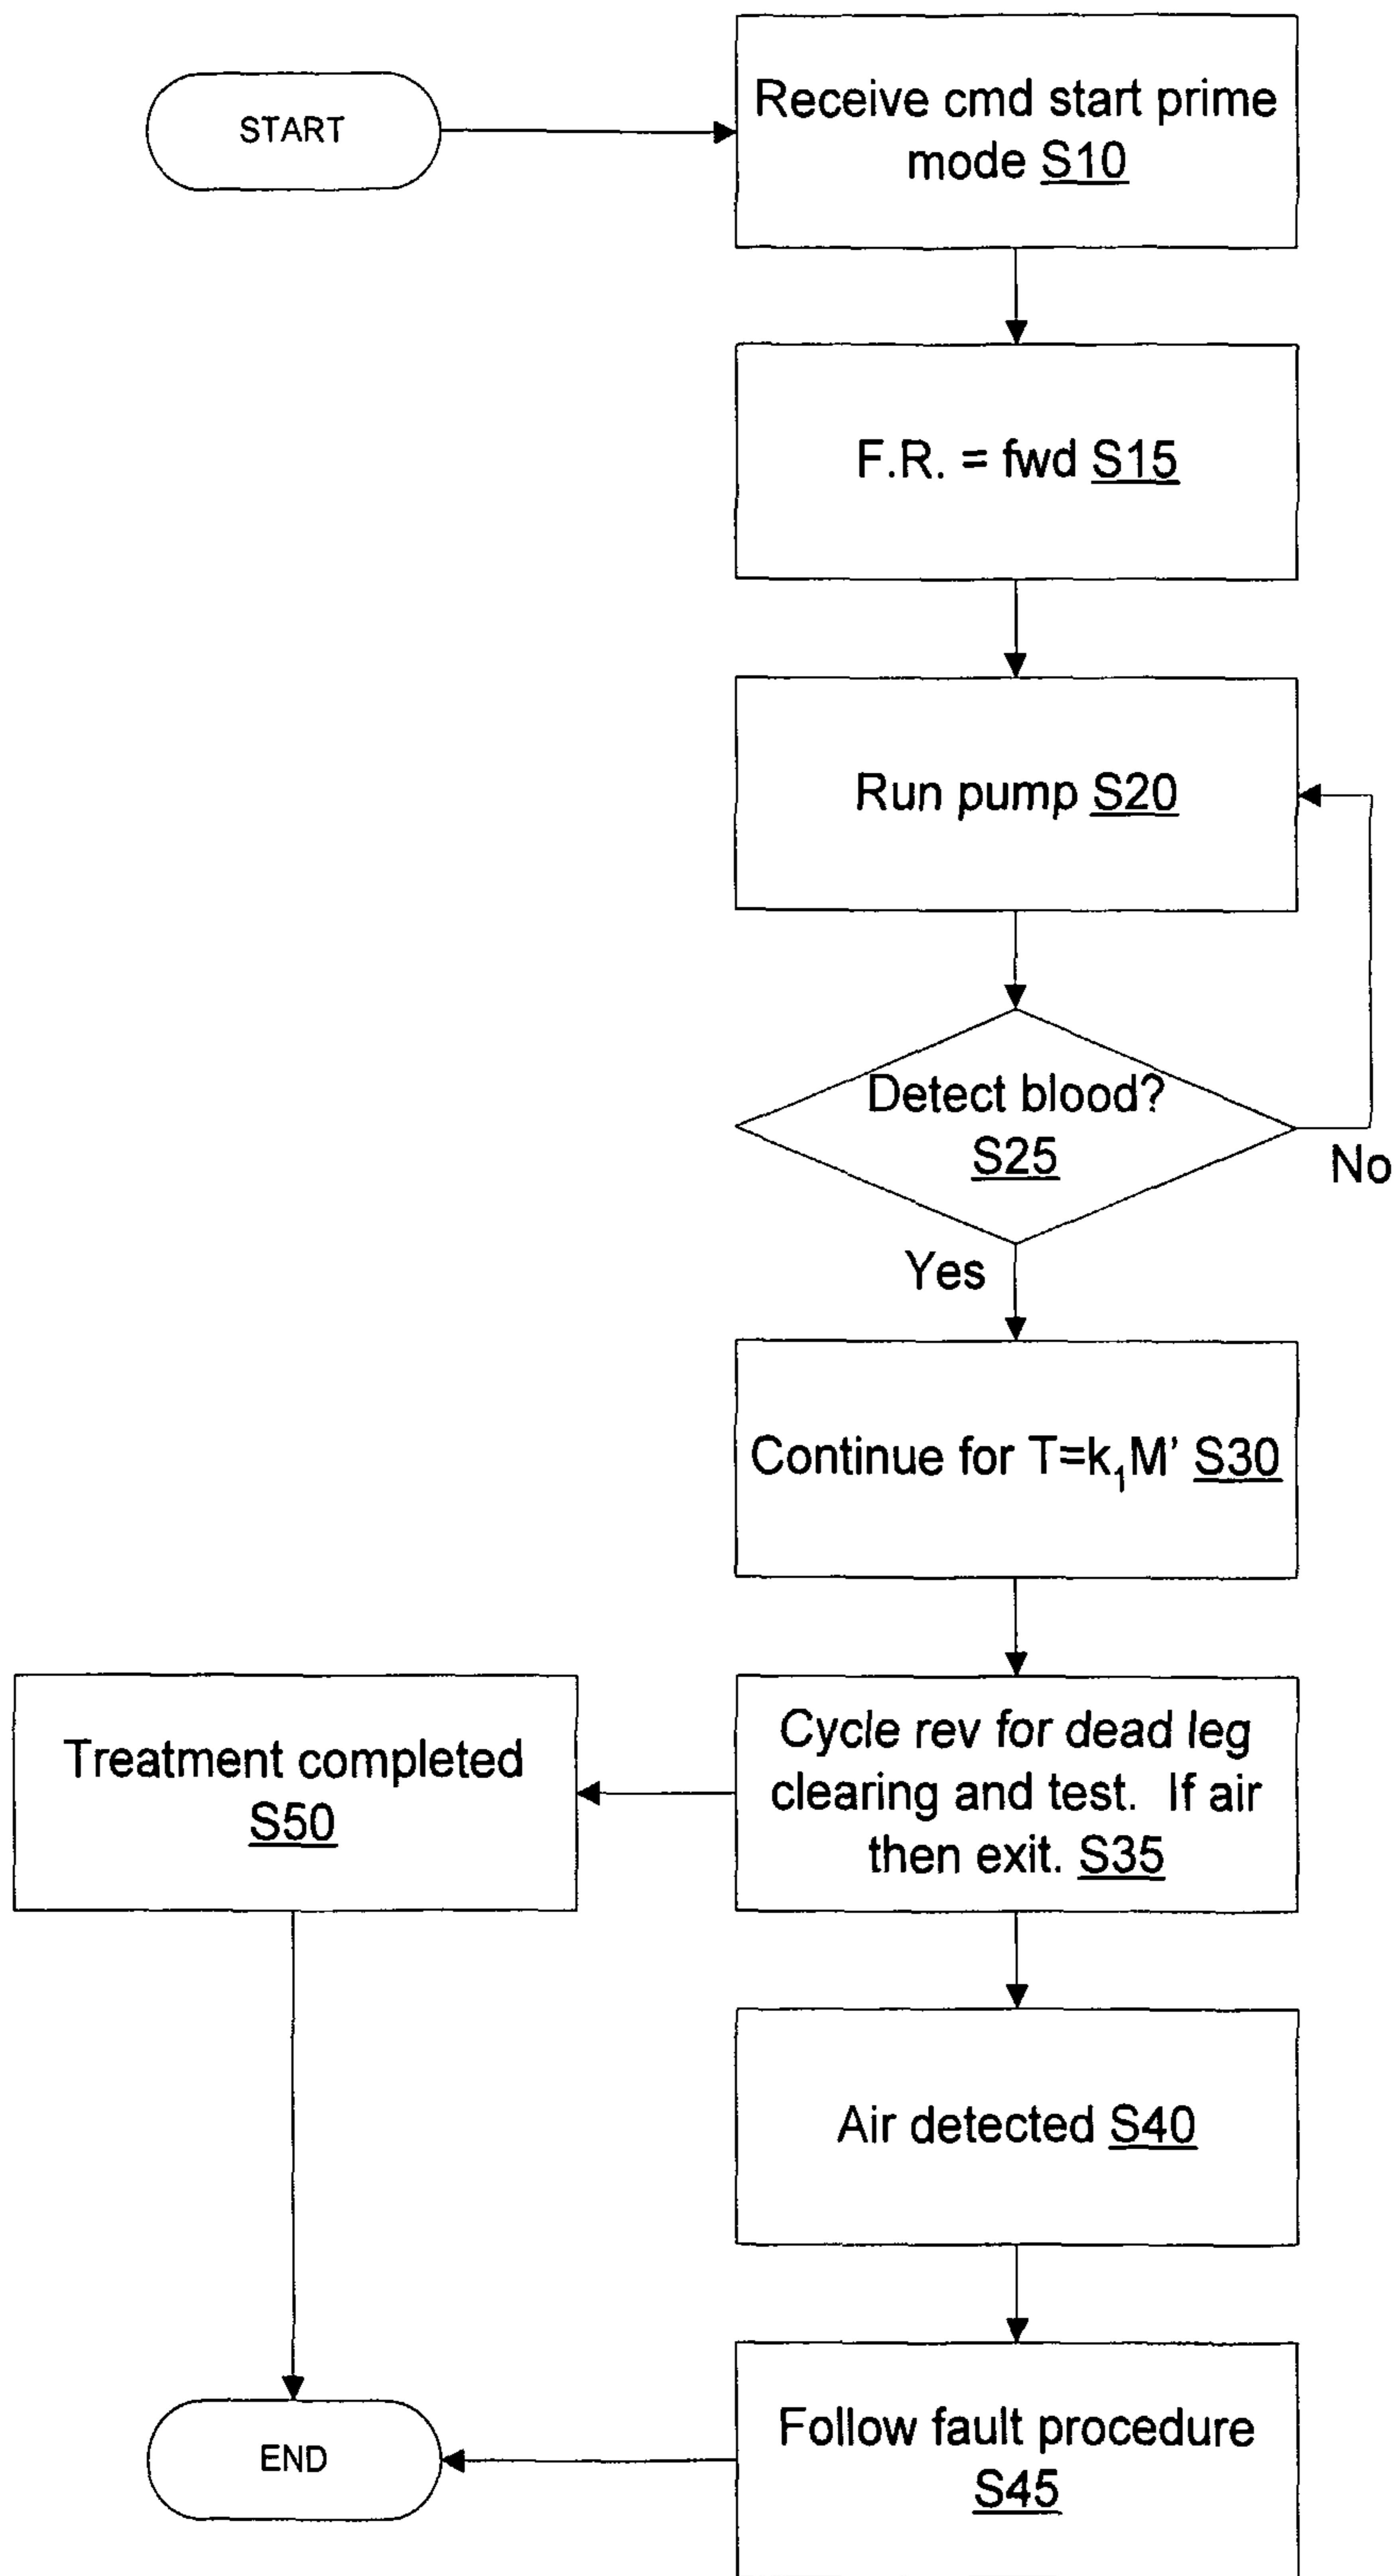 START
Receive cmd start prime
mode S10
F.R. = fwd S15
Run pump S20
Detect blood?
S25
No
Yes
Continue for T=k₁M’ S30
Cycle rev for dead leg
clearing and test. If air
then exit. S35
Treatment completed
S50
Air detected S40
Follow fault procedure
S45
END